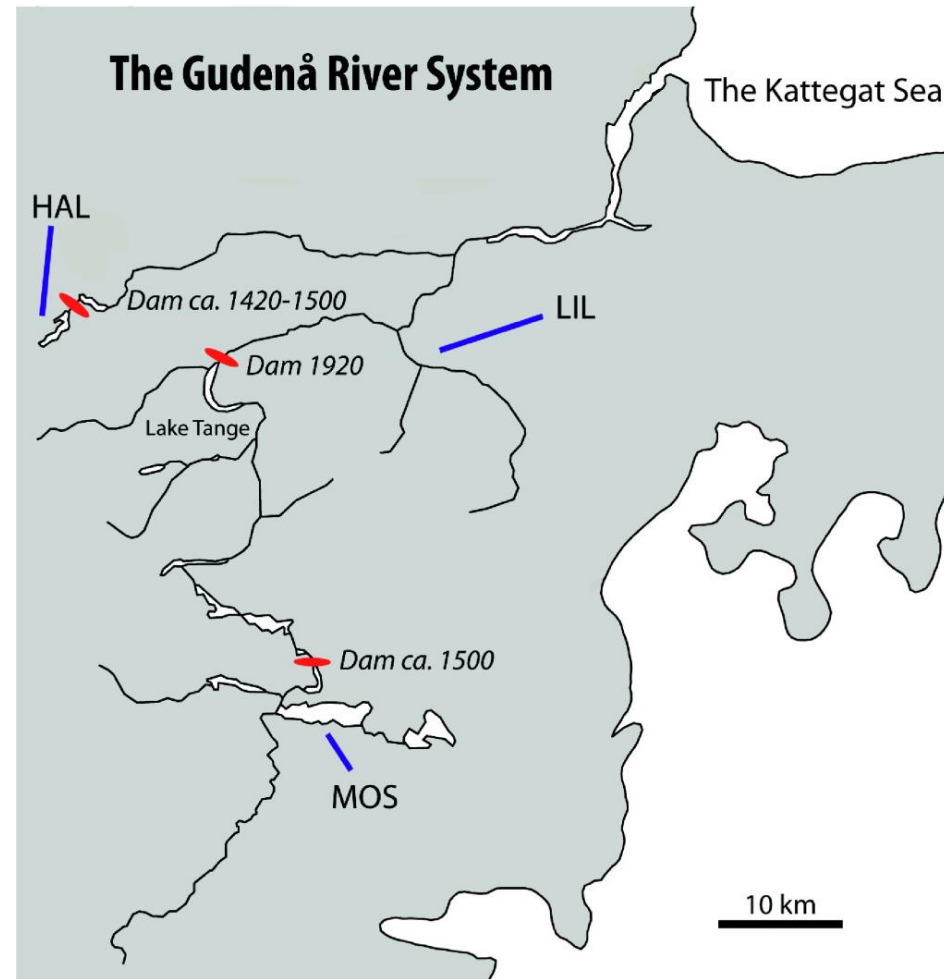 The Gudenå River System
The Kattegat Sea
HAL
Dam ca. 1420-1500
LIL
Dam 1920
Lake Tange
Dam ca. 1500
MOS
10 km